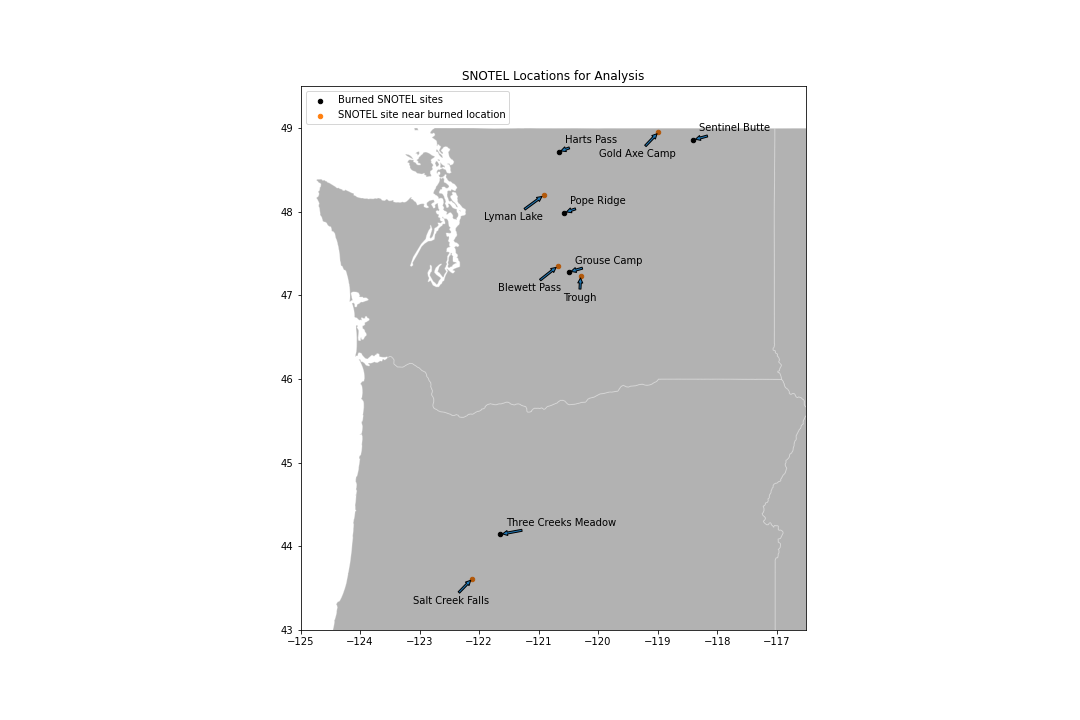 SNOTEL Locations for Analysis
Burned SNOTEL sites
SNOTEL site near burned location
Sentinel Butte
Harts Pass
Gold Axe Camp
Pope Ridge
Lyman Lake
Grouse Camp
Blewett Pass
Trough
Three Creeks Meadow
Salt Creek Falls
49
48
47
46
45
44
43
−125 −124 −123 −122 −121 −120 −119 −118 −117